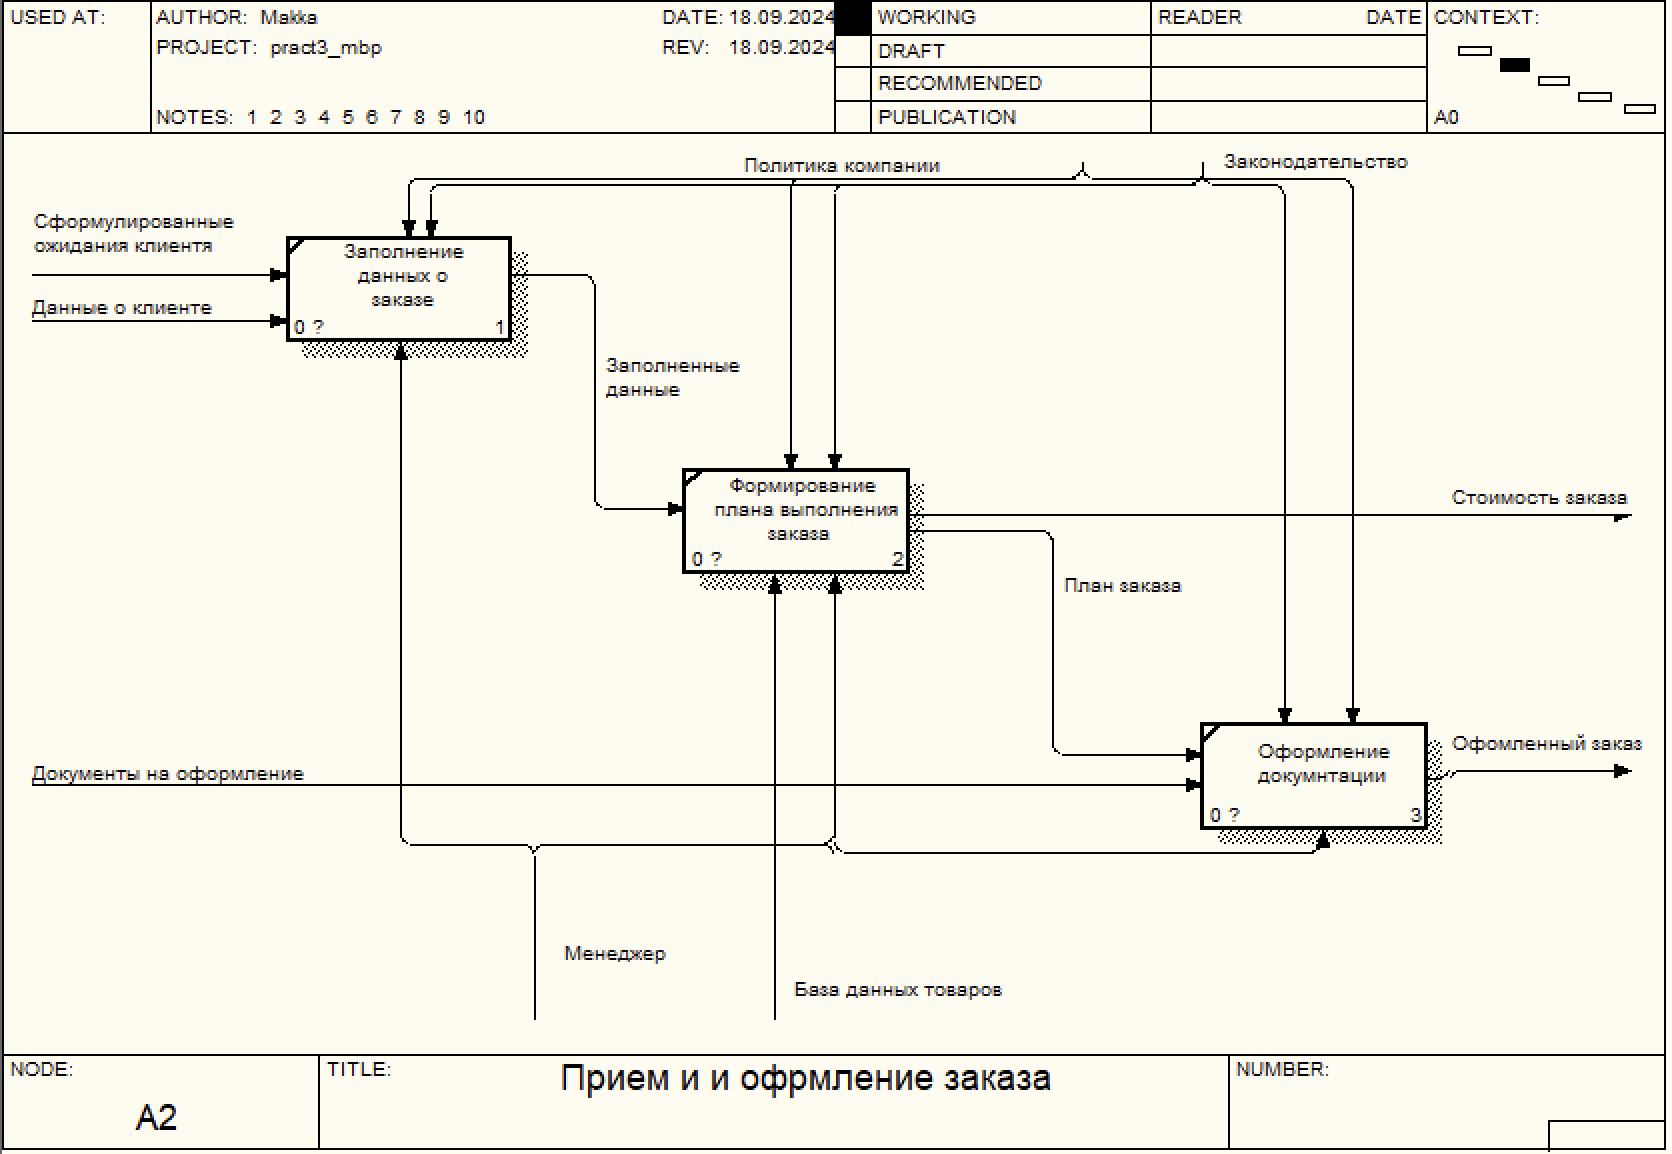 USED AT:
AUTHOR: Makka
DATE: 18.09.2024
PROJECT: pract3_mbp
REV: 18.09.2024
NOTES: 1 2 3 4 5 6 7 8 9 10
WORKING
DRAFT
RECOMMENDED
PUBLICATION
READER DATE
CONTEXT:
A0
Политика компании
Законодательство
Сформулированные
ожидания клиентя
Данные о клиенте
Заполнение
данных о
заказе
0 ? 1
Заполненные
данные
Формирование
плана выполнения
заказа
0 ? 2
Стоимость заказа
План заказа
Документы на оформление
Оформление
докумнтации
0 ? 3
Офомленный заказ
Менеджер
База данных товаров
NODE:
A2
TITLE:
Прием и и офрмление заказа
NUMBER: